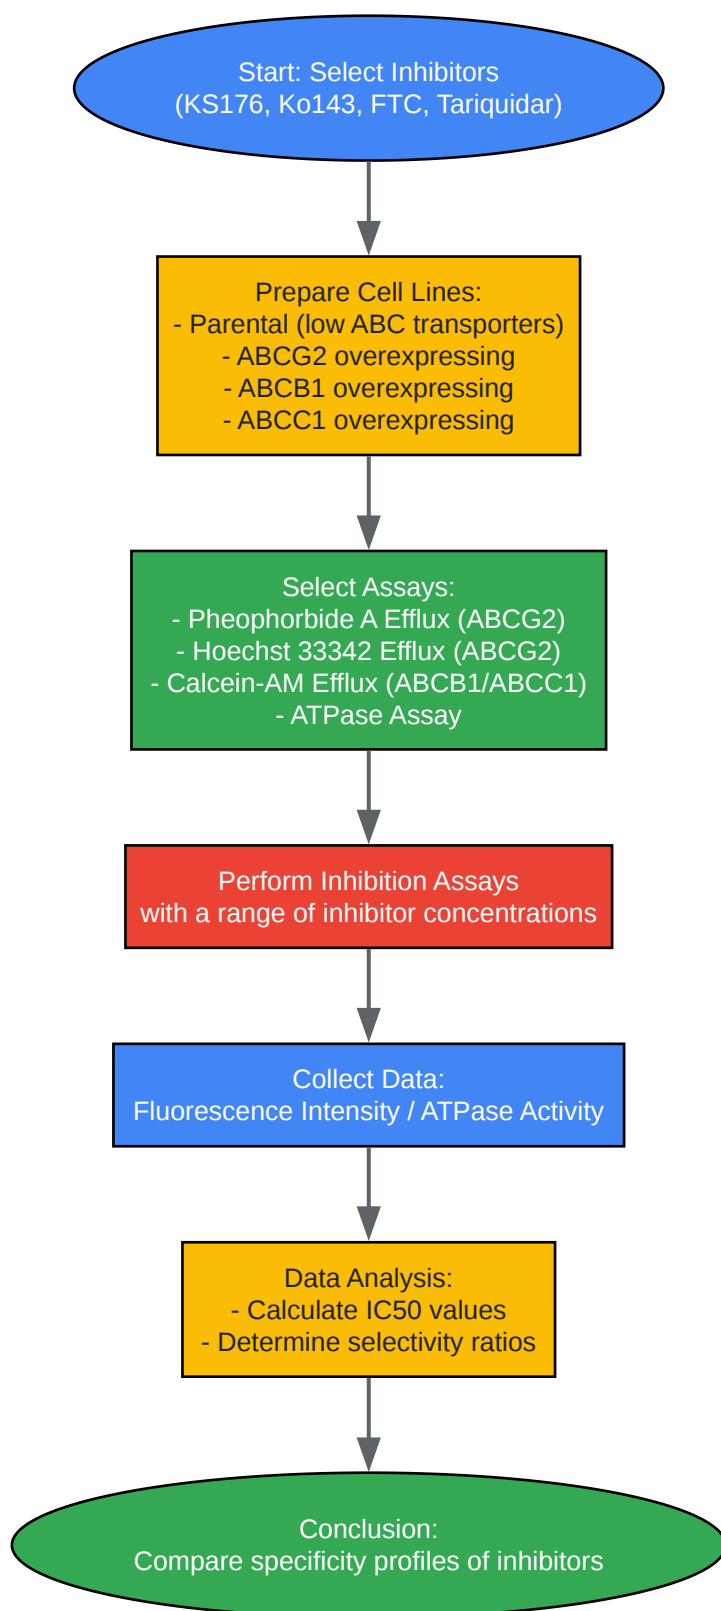 Start: Select Inhibitors
(KS176, Ko143, FTC, Tariquidar)
Prepare Cell Lines:
- Parental (low ABC transporters)
- ABCG2 overexpressing
- ABCB1 overexpressing
- ABCC1 overexpressing
Select Assays:
- Pheophorbide A Efflux (ABCG2)
- Hoechst 33342 Efflux (ABCG2)
- Calcein-AM Efflux (ABCB1/ABCC1)
- ATPase Assay
Perform Inhibition Assays
with a range of inhibitor concentrations
Collect Data:
Fluorescence Intensity / ATPase Activity
Data Analysis:
- Calculate IC50 values
- Determine selectivity ratios
Conclusion:
Compare specificity profiles of inhibitors